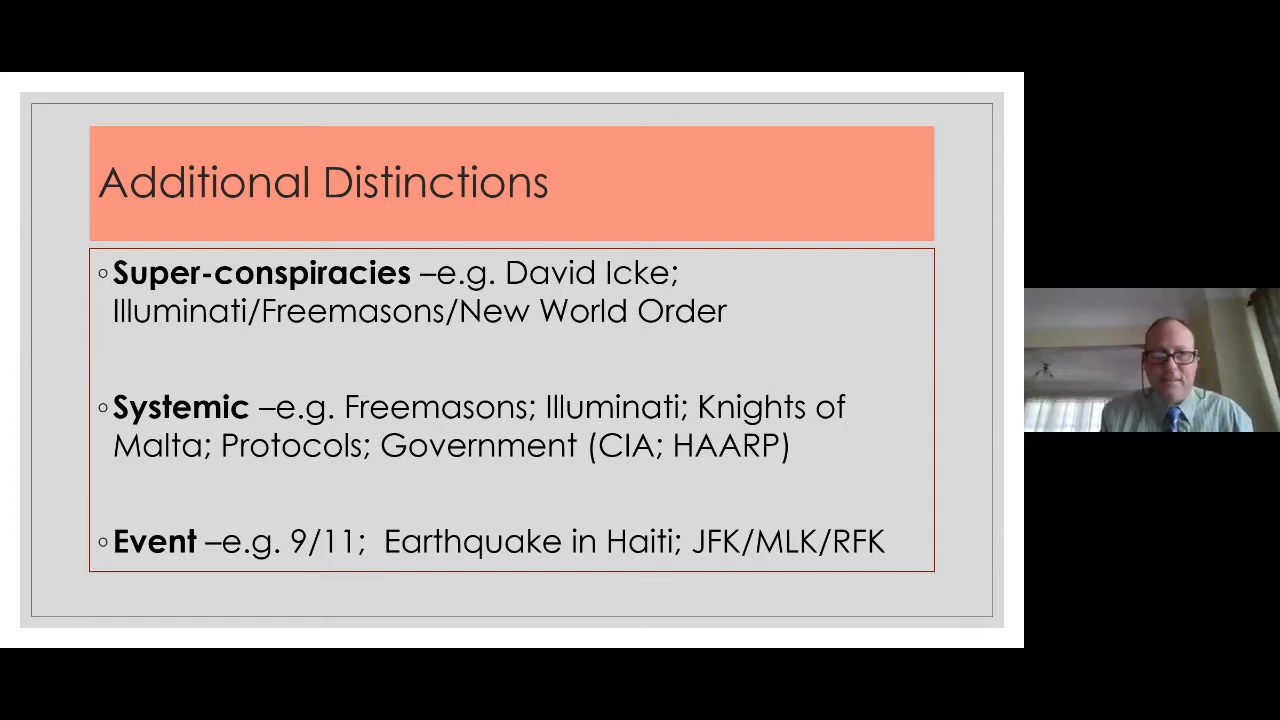 Additional Distinctions
◦Super-conspiracies –e.g. David Icke;
Illuminati/Freemasons/New World Order
◦Systemic –e.g. Freemasons; Illuminati; Knights of
Malta; Protocols; Government (CIA; HAARP)
◦Event –e.g. 9/11;  Earthquake in Haiti; JFK/MLK/RFK